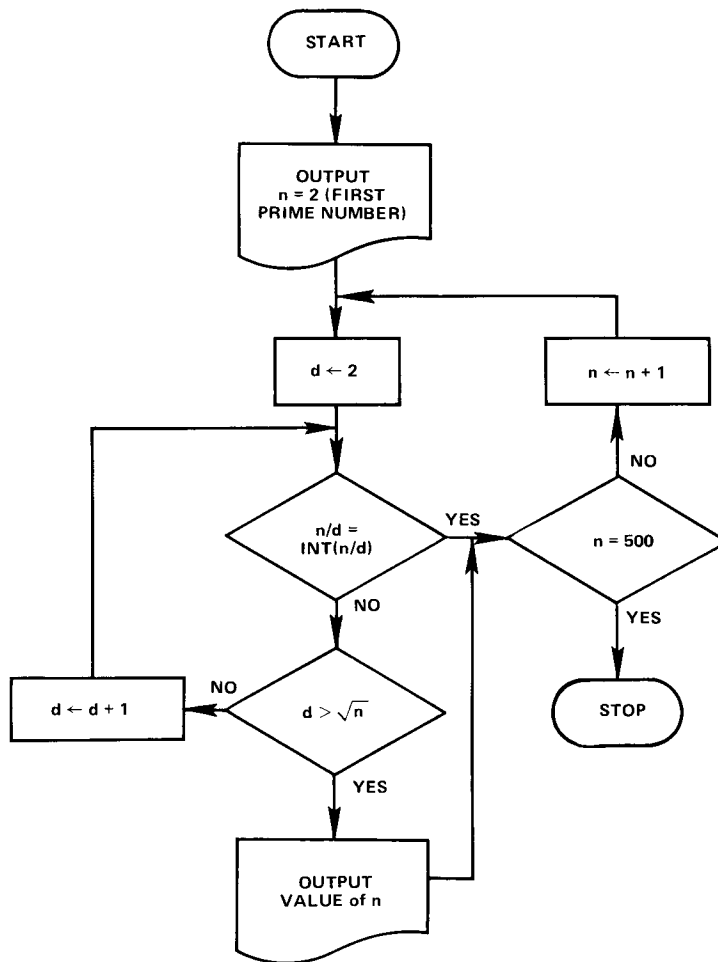 START
OUTPUT
n = 2 (FIRST
PRIME NUMBER)
d ← 2
n ← n + 1
NO
n/d =
INT(n/d)
YES
n = 500
NO
YES
d ← d + 1
NO
d > √n
STOP
YES
OUTPUT
VALUE of n